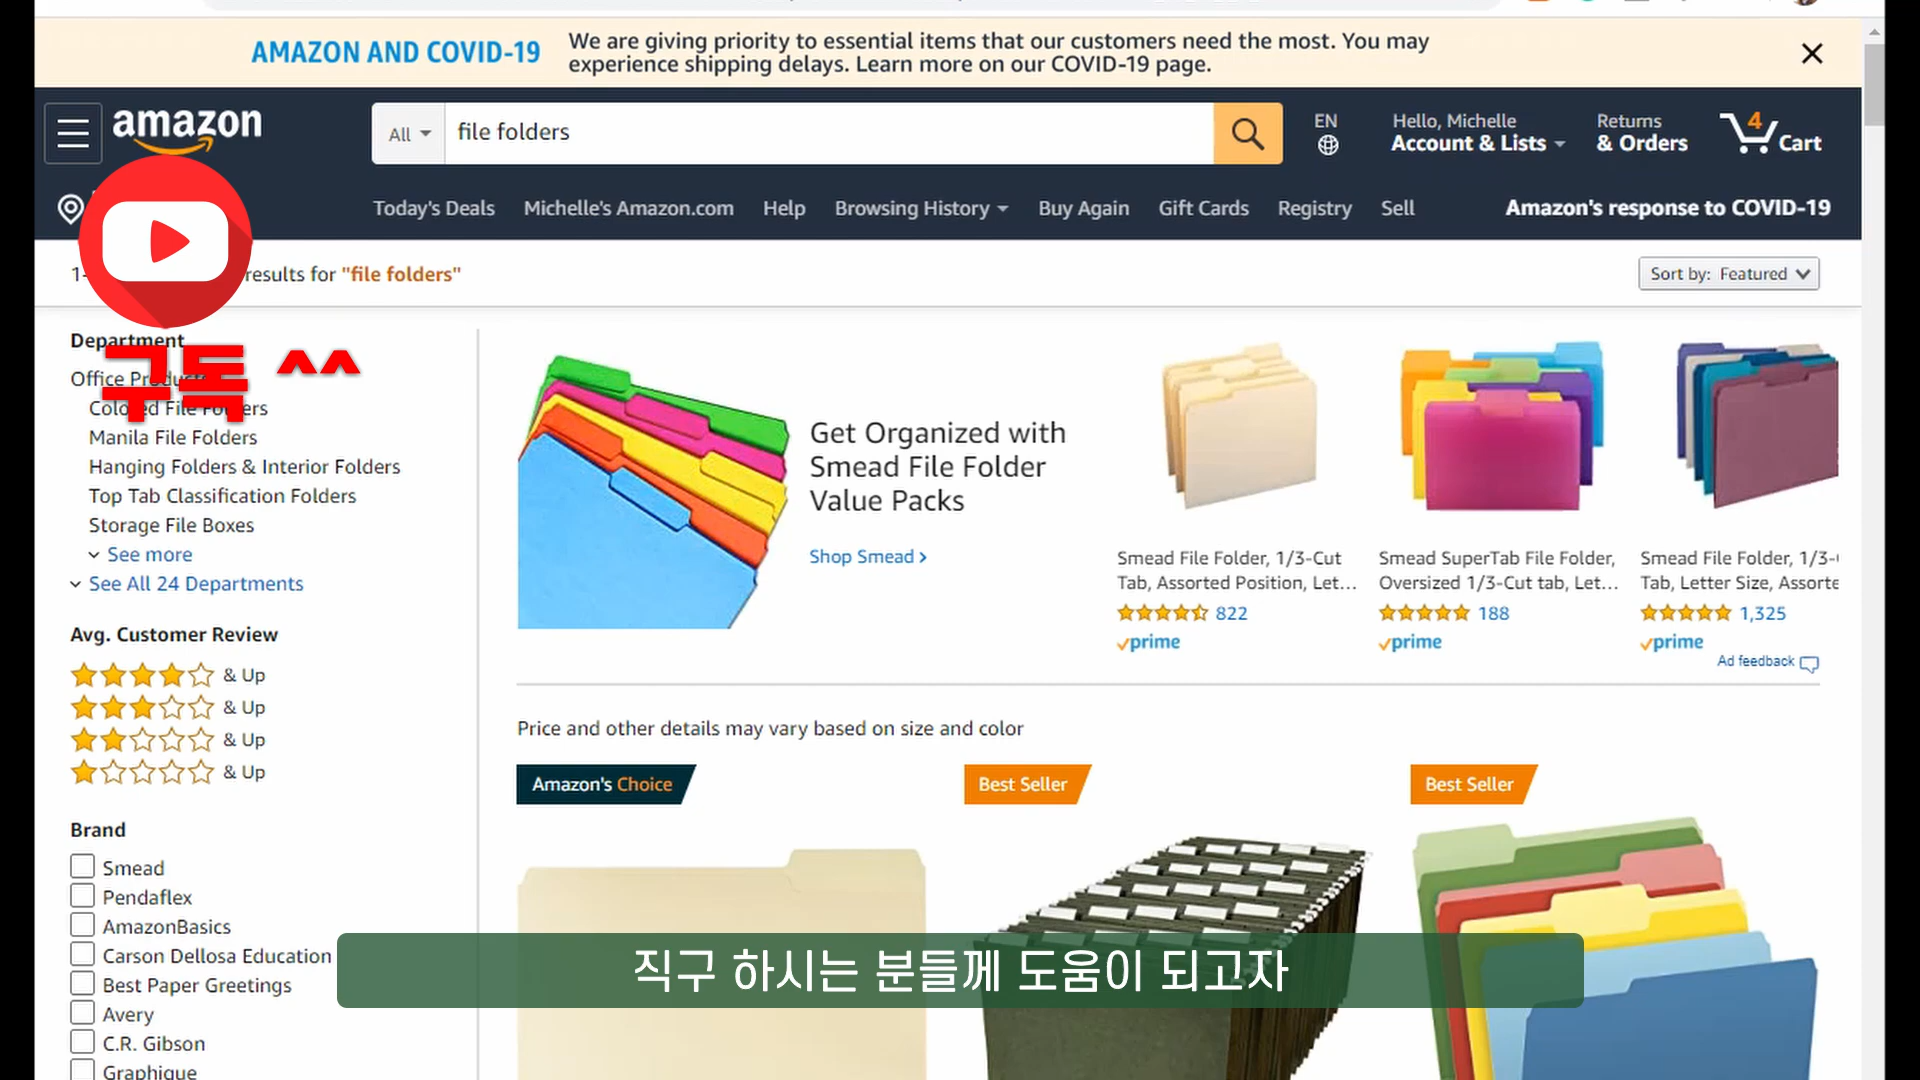 AMAZON AND COVID-19
We are giving priority to essential items that our customers need the most. You may
experience shipping delays. Learn more on our COVID-19 page.
amazon
All
file folders
EN
Hello, Michelle
Account & Lists
Returns
& Orders
4
Cart
Today's Deals
Michelle's Amazon.com
Help
Browsing History
Buy Again
Gift Cards
Registry
Sell
Amazon's response to COVID-19
results for "file folders"
Sort by: Featured
구독 ^^
Department
Office Products
Colored File Folders
Manila File Folders
Hanging Folders & Interior Folders
Top Tab Classification Folders
Storage File Boxes
See more
See All 24 Departments
Avg. Customer Review
& Up
& Up
& Up
& Up
Brand
Smead
Pendaflex
AmazonBasics
Carson Dellosa Education
Best Paper Greetings
Avery
C.R. Gibson
Graphique
Get Organized with
Smead File Folder
Value Packs
Shop Smead
Smead File Folder, 1/3-Cut
Tab, Assorted Position, Let...
822
prime
Smead SuperTab File Folder,
Oversized 1/3-Cut tab, Let...
188
prime
Smead File Folder, 1/3-
Tab, Letter Size, Assorte
1,325
prime
Ad feedback
Price and other details may vary based on size and color
Amazon's Choice
Best Seller
Best Seller
직구 하시는 분들께 도움이 되고자